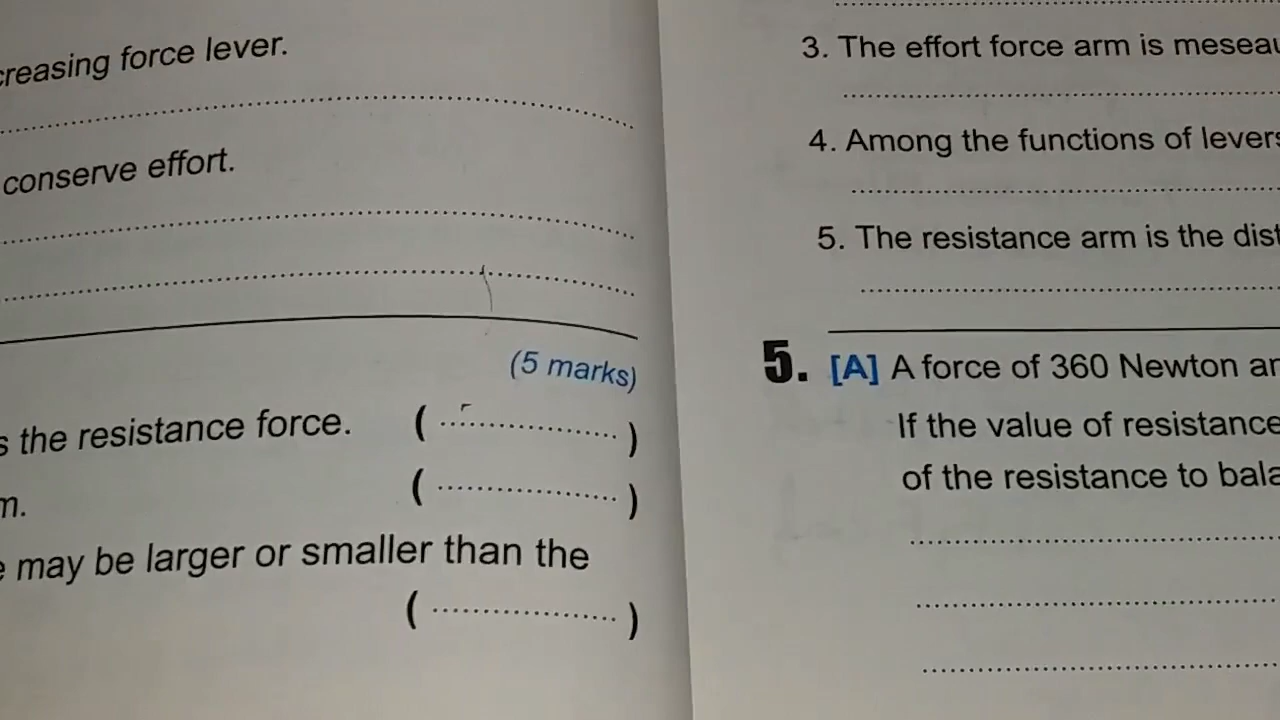 creasing force lever.
conserve effort.
(5 marks)
s the resistance force. ( .................... )
m. ( .................... )
e may be larger or smaller than the
( .................... )
3. The effort force arm is meseau
4. Among the functions of levers
5. The resistance arm is the dist
5. [A] A force of 360 Newton an
If the value of resistance
of the resistance to bala